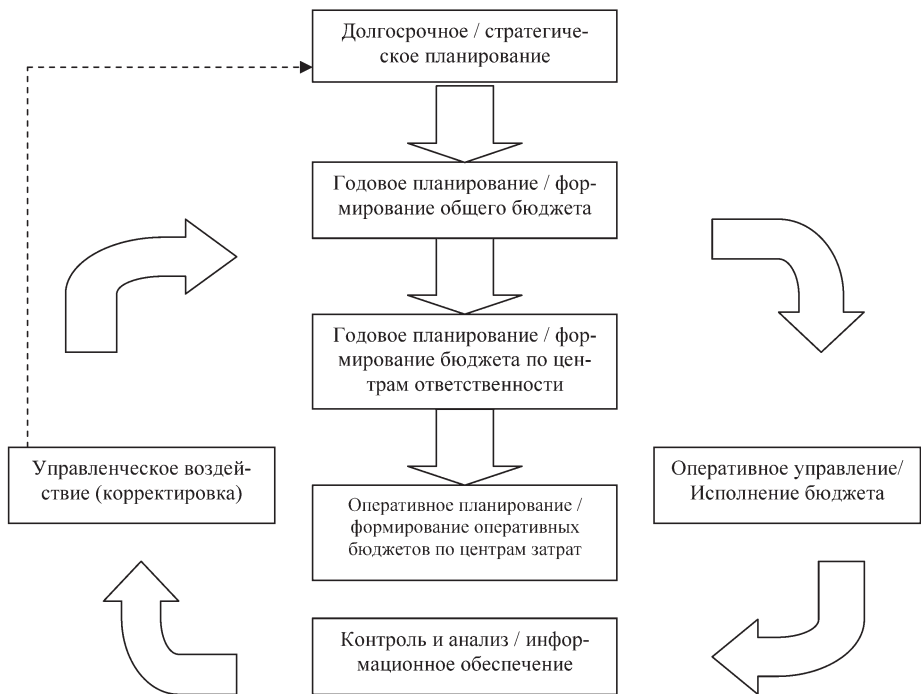 Долгосрочное / стратегиче-
ское планирование
Годовое планирование / фор-
мирование общего бюджета
Годовое планирование / фор-
мирование бюджета по цен-
трам ответственности
Управленческое воздей-
ствие (корректировка)
Оперативное управление/
Исполнение бюджета
Оперативное планирование /
формирование оперативных
бюджетов по центрам затрат
Контроль и анализ / инфор-
мационное обеспечение